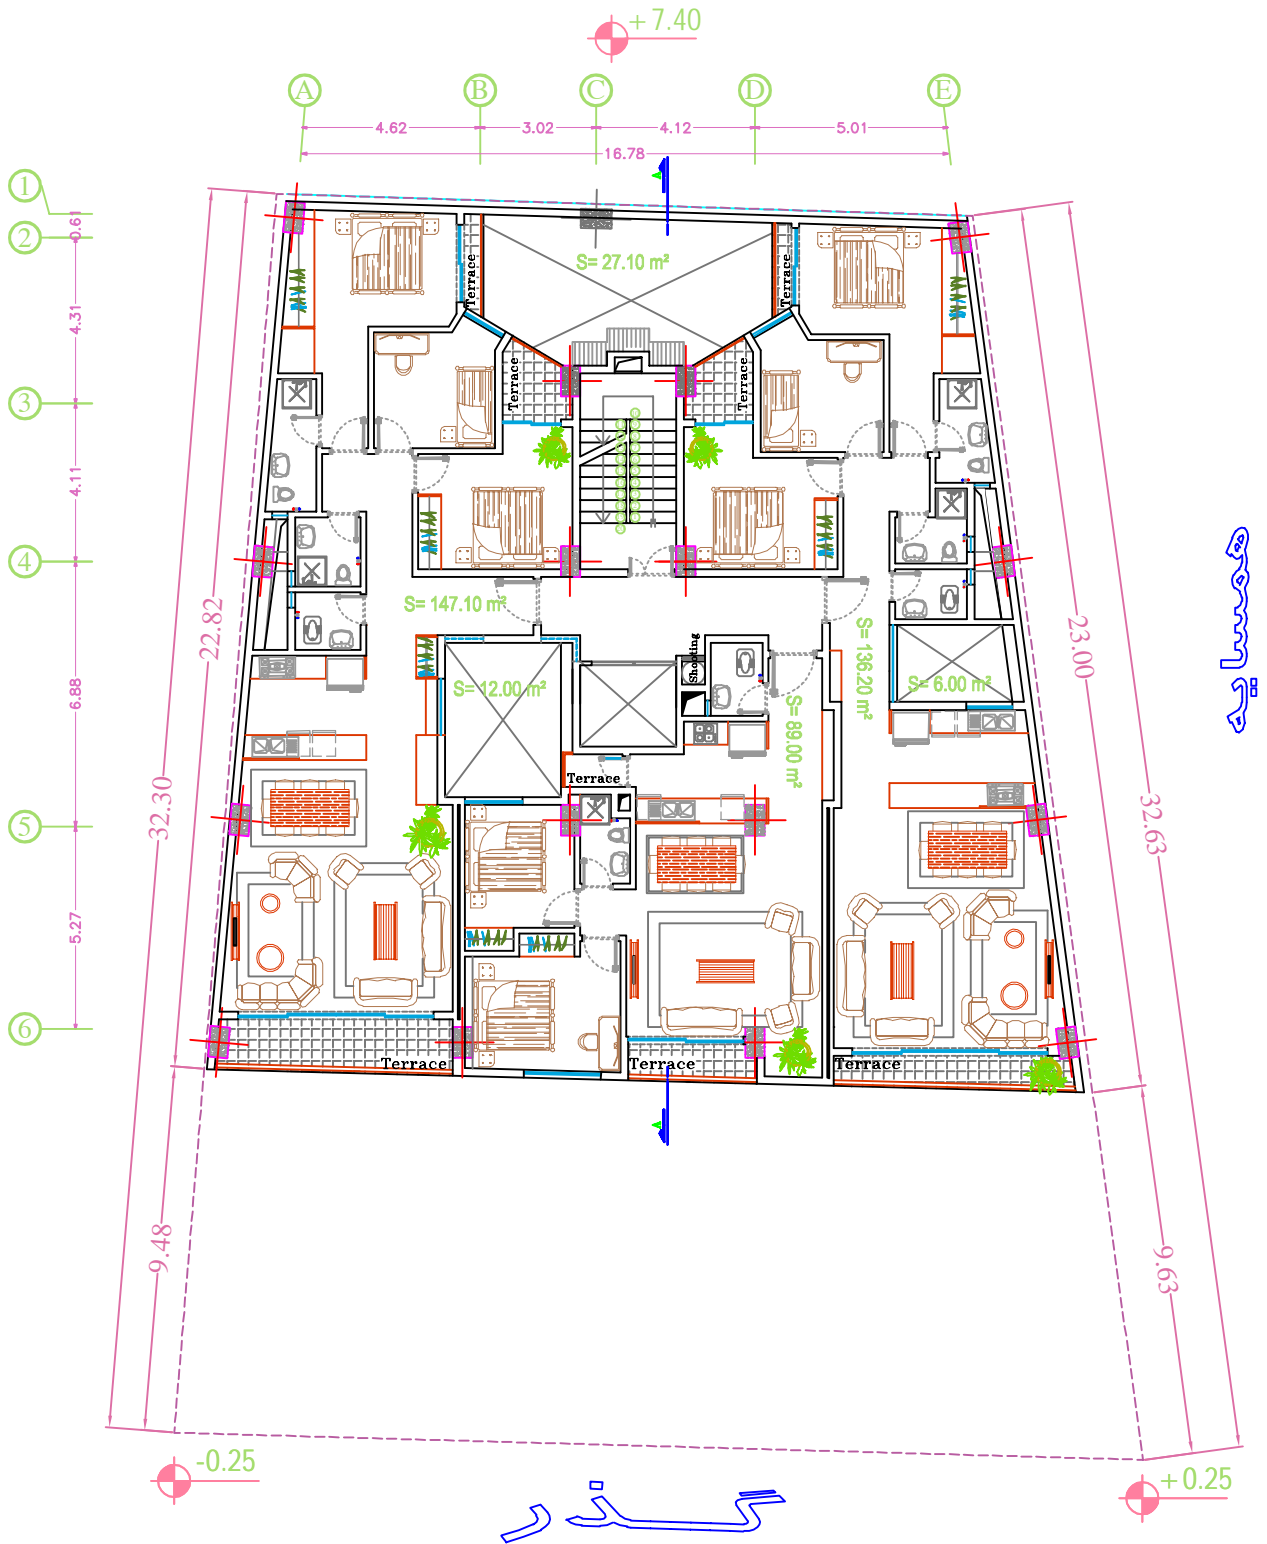 +7.40
A B C D E
4.62 3.02 4.12 5.01
16.78
1
0.61
2
4.31
3
4.11
4
6.88
5
5.27
6
S= 27.10 m²
Terrace
Terrace
Terrace
Terrace
S= 147.10 m²
S= 136.20 m²
S= 12.00 m²
Shooting
S= 89.00 m²
S= 6.00 m²
Terrace
Terrace
Terrace
Terrace
22.82
32.30
9.48
23.00
32.63
9.63
همسایه
-0.25
+0.25
گذر